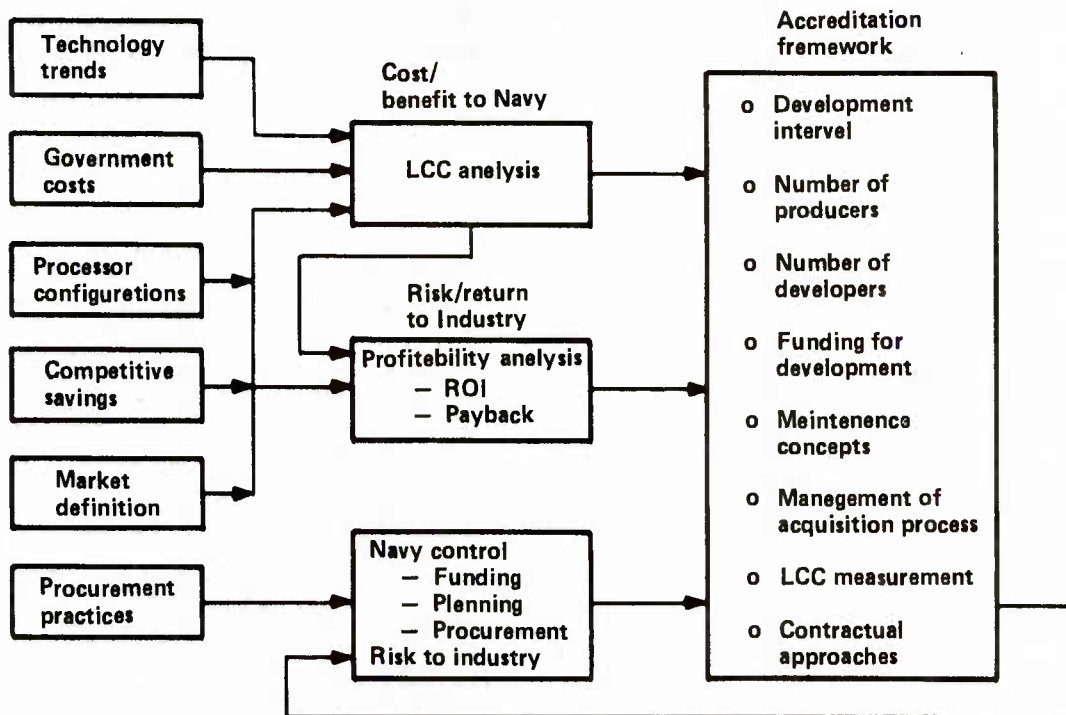 Technology
trends
Government
costs
Processor
configuretions
Competitive
savings
Market
definition
Procurement
practices
Cost/
benefit to Navy
LCC enelysis
Risk/return
to Industry
Profitebility analysis
— ROI
— Payback
Navy control
— Funding
— Plenning
— Procurement
Risk to industry
Accreditation
fremework
o Development
intervel
o Number of
producers
o Number of
developers
o Funding for
development
o Meintenence
concepts
o Manegement of
acquisition process
o LCC measurement
o Contractual
approaches